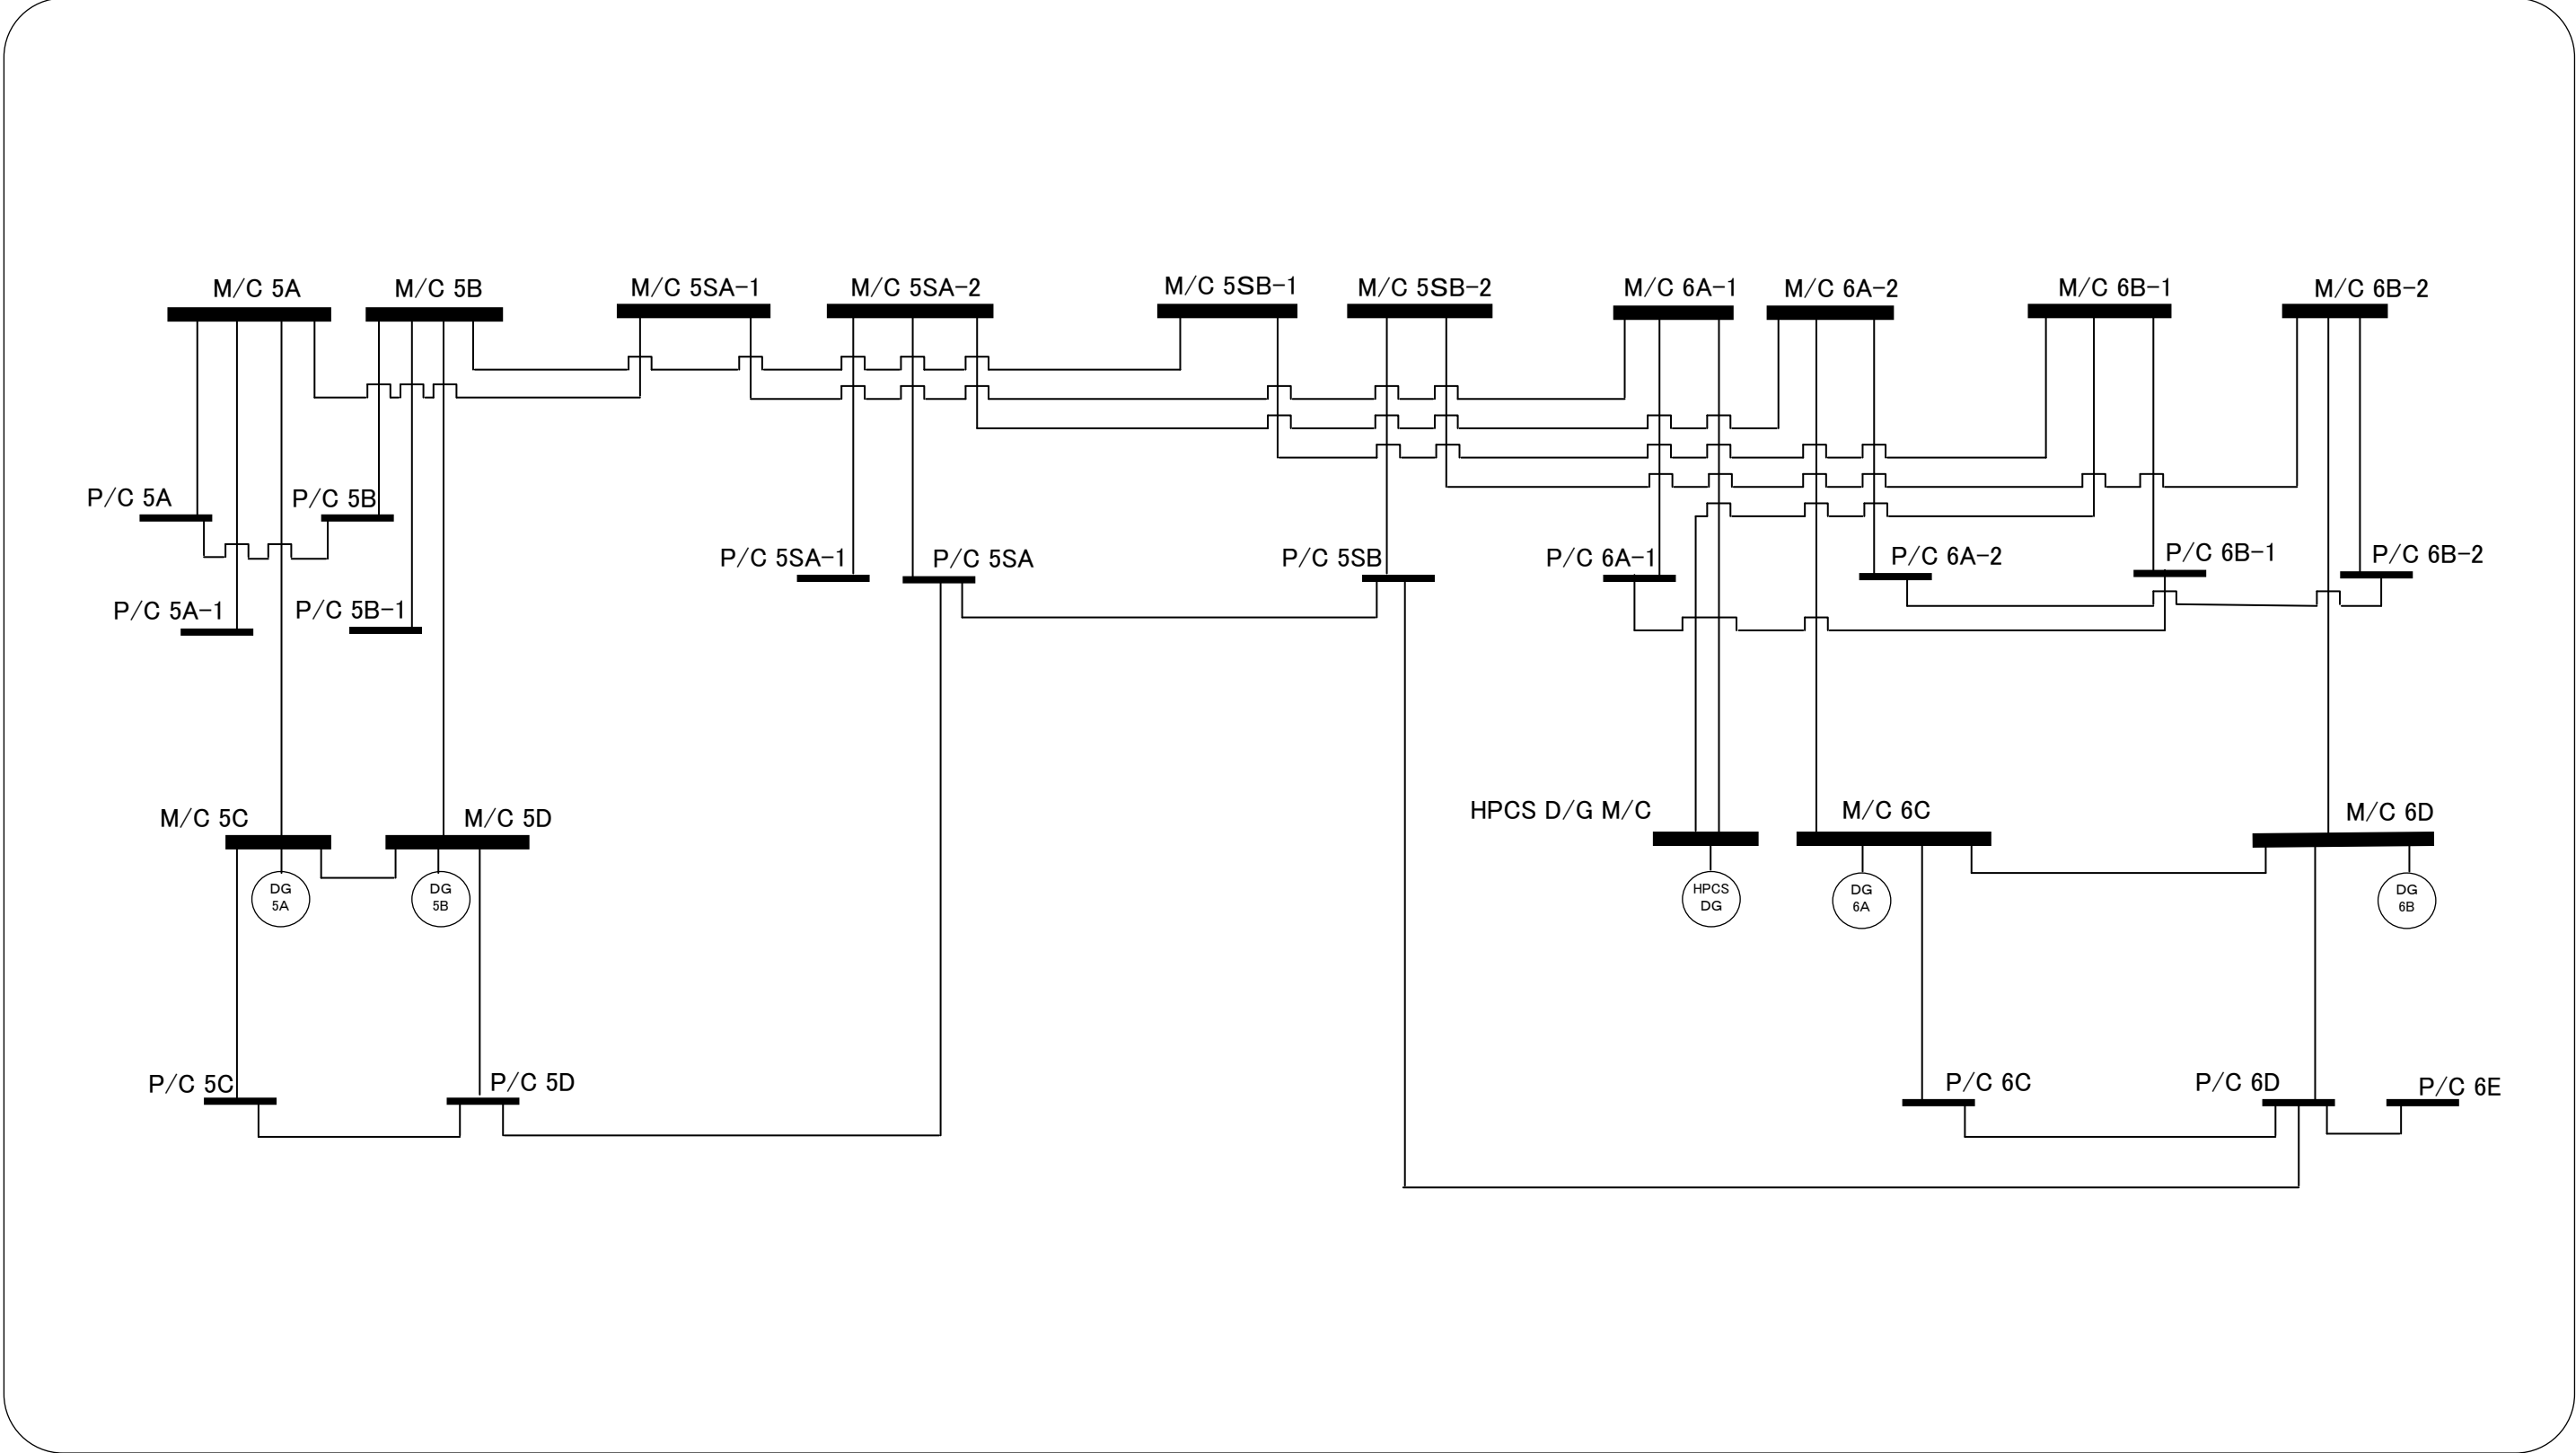 M/C 5A
M/C 5B
M/C 5SA-1
M/C 5SA-2
M/C 5SB-1
M/C 5SB-2
M/C 6A-1
M/C 6A-2
M/C 6B-1
M/C 6B-2
P/C 5A
P/C 5B
P/C 5SA-1
P/C 5SA
P/C 5SB
P/C 6A-1
P/C 6A-2
P/C 6B-1
P/C 6B-2
P/C 5A-1
P/C 5B-1
M/C 5C
M/C 5D
HPCS D/G M/C
M/C 6C
M/C 6D
DG
5A
DG
5B
HPCS
DG
DG
6A
DG
6B
P/C 5C
P/C 5D
P/C 6C
P/C 6D
P/C 6E